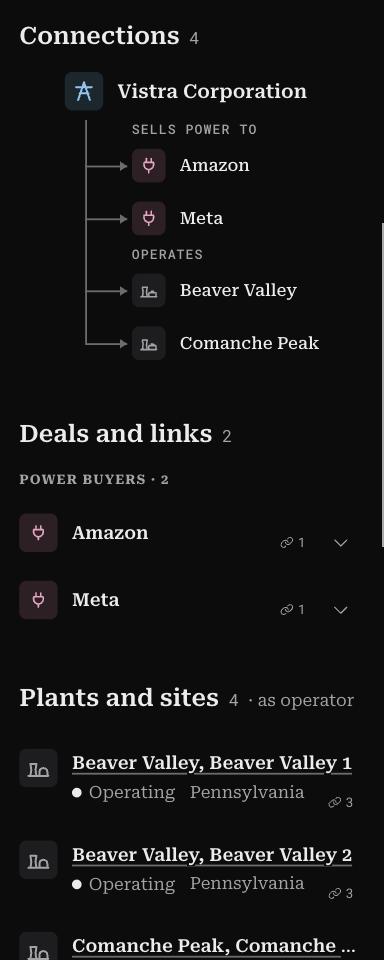 Connections 4
Vistra Corporation
SELLS POWER TO
Amazon
Meta
OPERATES
Beaver Valley
Comanche Peak
Deals and links 2
POWER BUYERS · 2
Amazon
1
Meta
1
Plants and sites 4 · as operator
Beaver Valley, Beaver Valley 1
Operating Pennsylvania
3
Beaver Valley, Beaver Valley 2
Operating Pennsylvania
3
Comanche Peak, Comanche ...